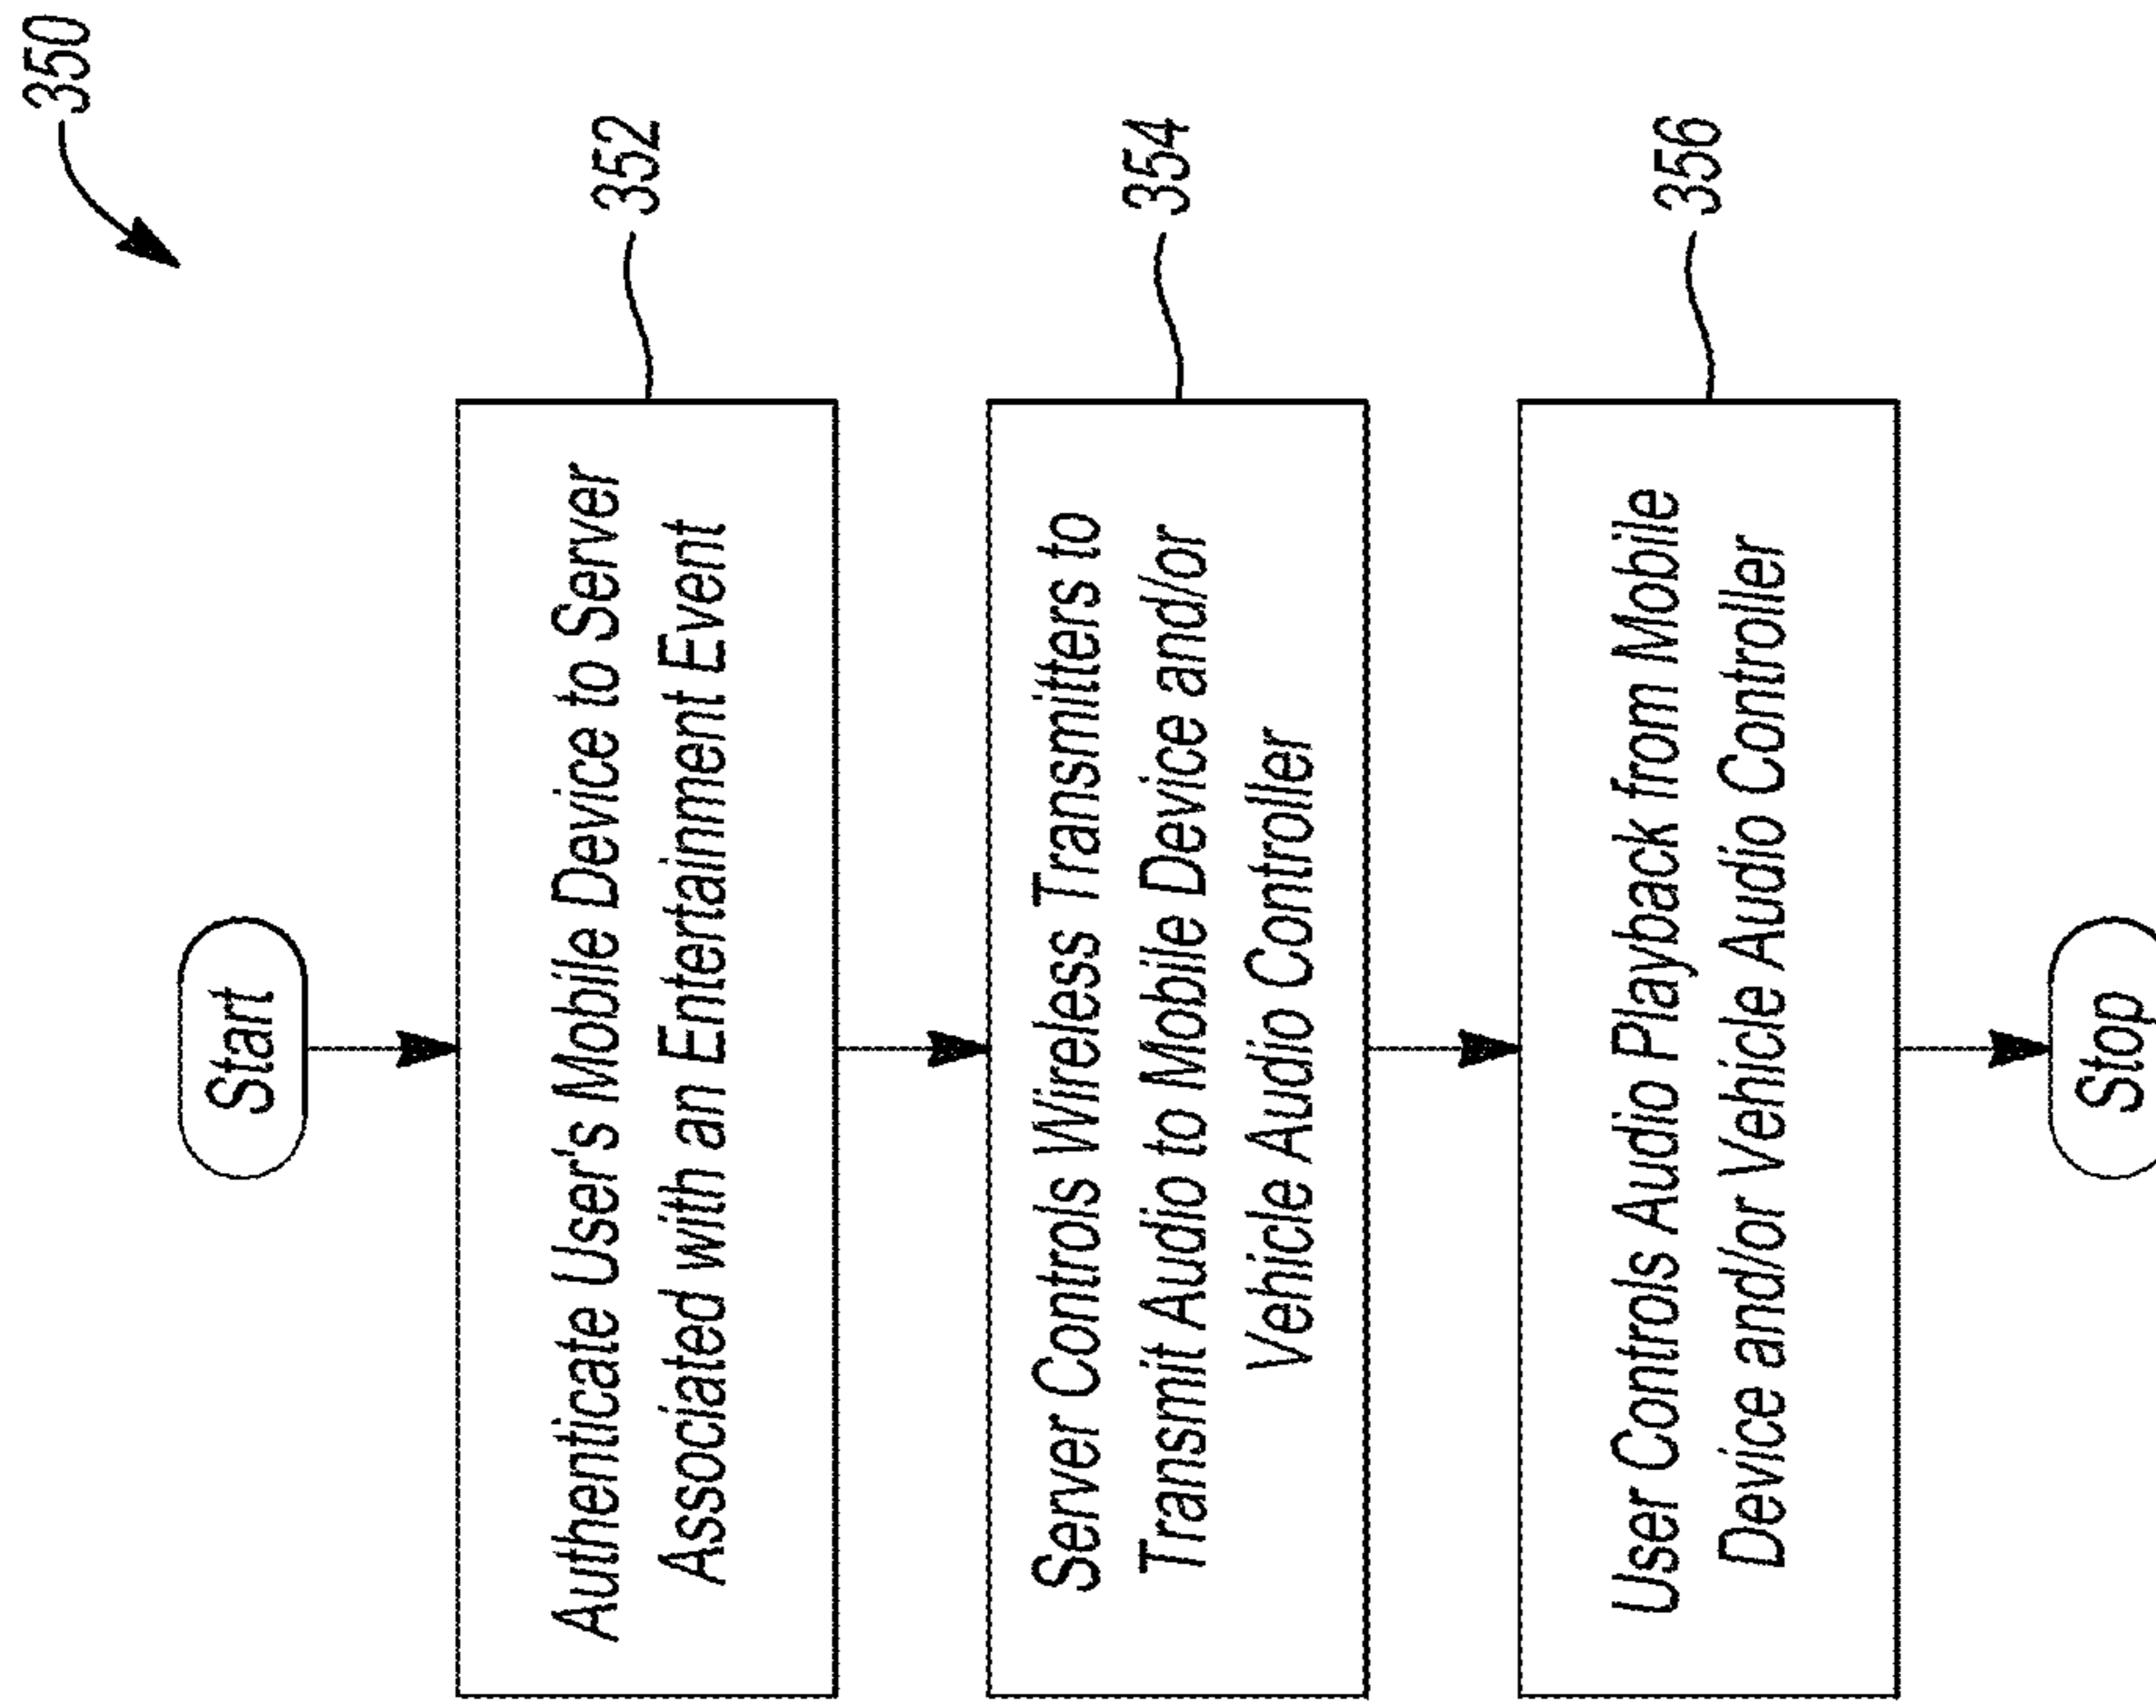 350
Start
Authenticate User's Mobile Device to Server
Associated with an Entertainment Event
352
Server Controls Wireless Transmitters to
Transmit Audio to Mobile Device and/or
Vehicle Audio Controller
354
User Controls Audio Playback from Mobile
Device and/or Vehicle Audio Controller
356
Stop